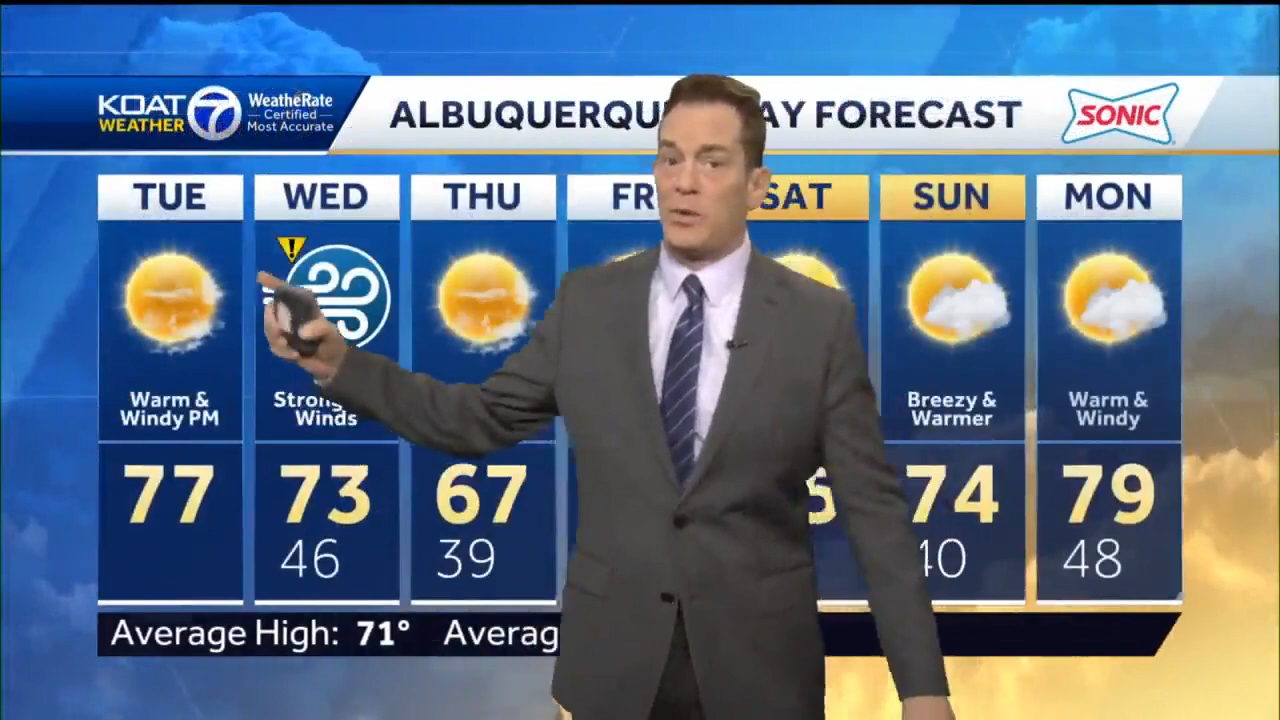 KOAT
WEATHER
7
WeatheRate
Certified
Most Accurate
ALBUQUERQU AY FORECAST
SONIC
TUE
WED
THU
FR
SAT
SUN
MON
!
Warm &
Windy PM
Strong
Winds
Breezy &
Warmer
Warm &
Windy
77
73
67
74
79
46
39
40
48
Average High: 71° Averag